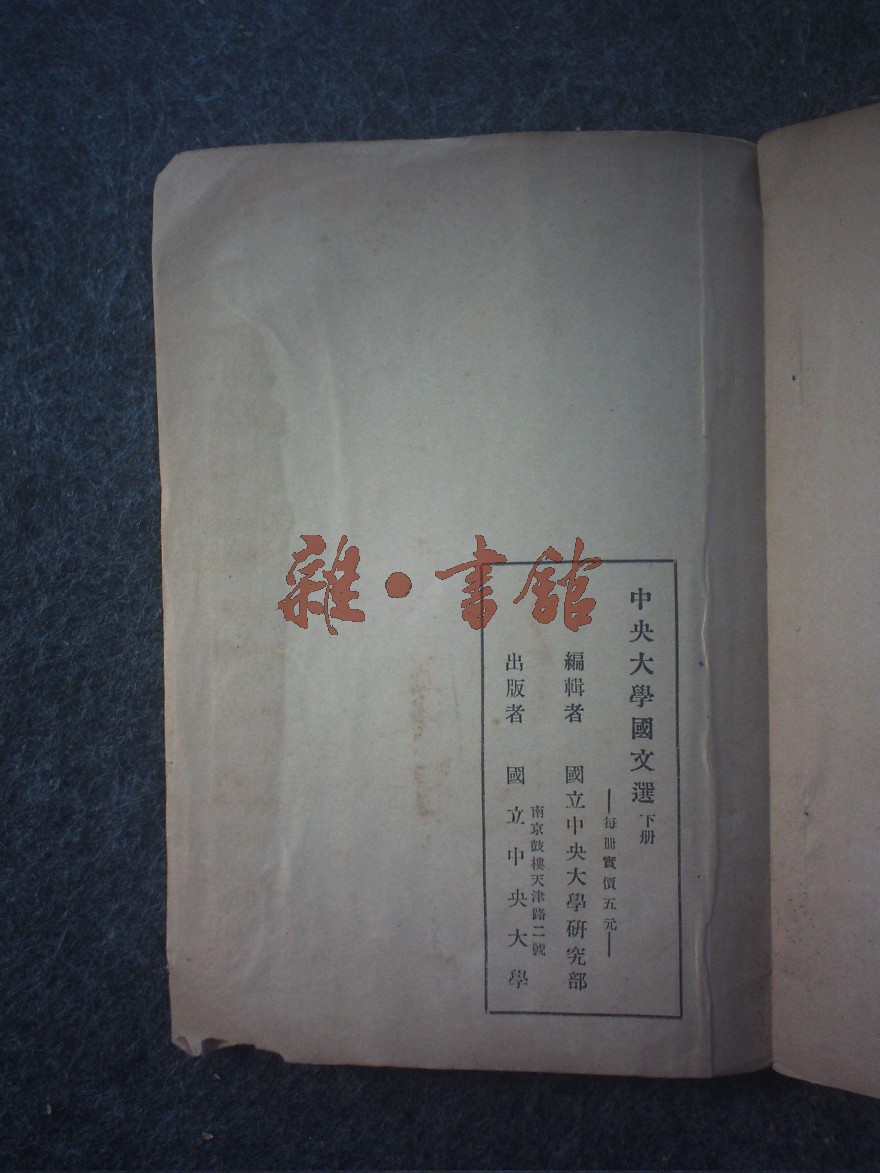 雜•書館
中央大學國文選 下册
—每冊實價五元—
編輯者 國立中央大學研究部
南京鼓樓天津路二號
出版者 國立中央大學